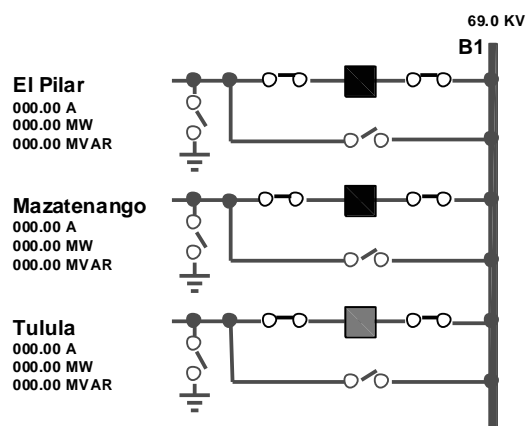 69.0 KV
B1
El Pilar
000.00 A
000.00 MW
000.00 MVAR
Mazatenango
000.00 A
000.00 MW
000.00 MVAR
Tulula
000.00 A
000.00 MW
000.00 MVAR